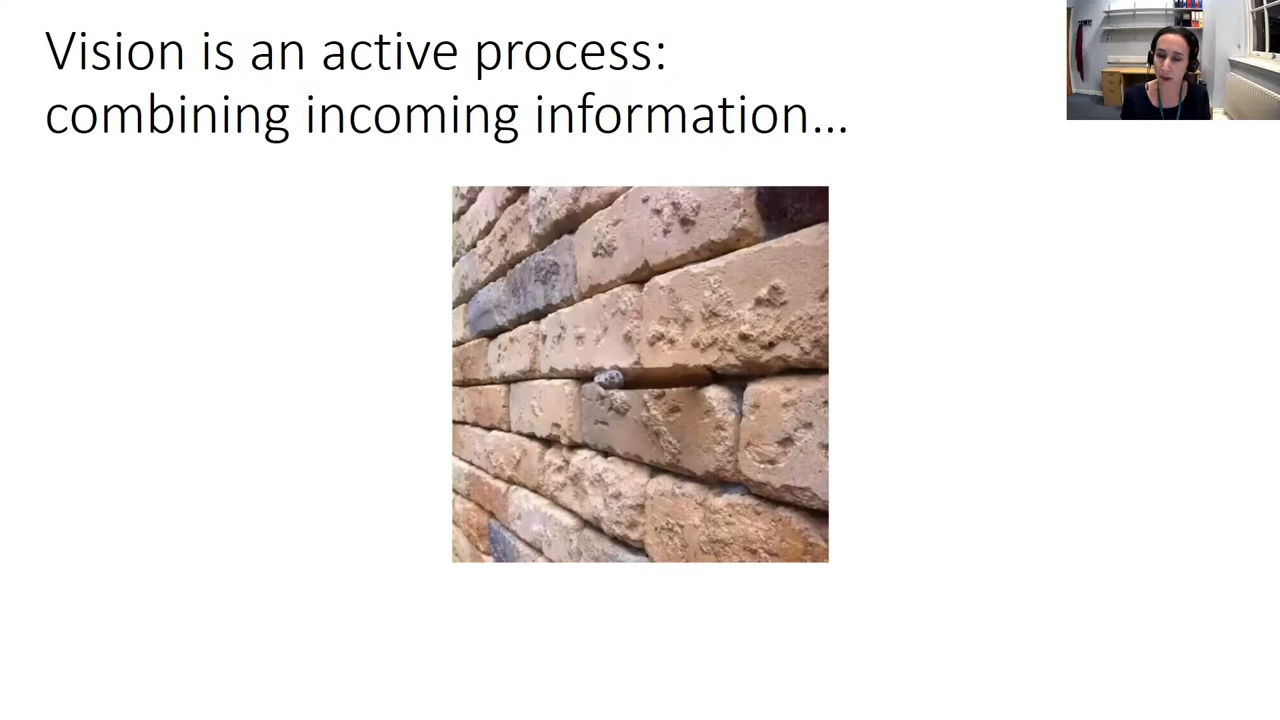 Vision is an active process:
combining incoming information...